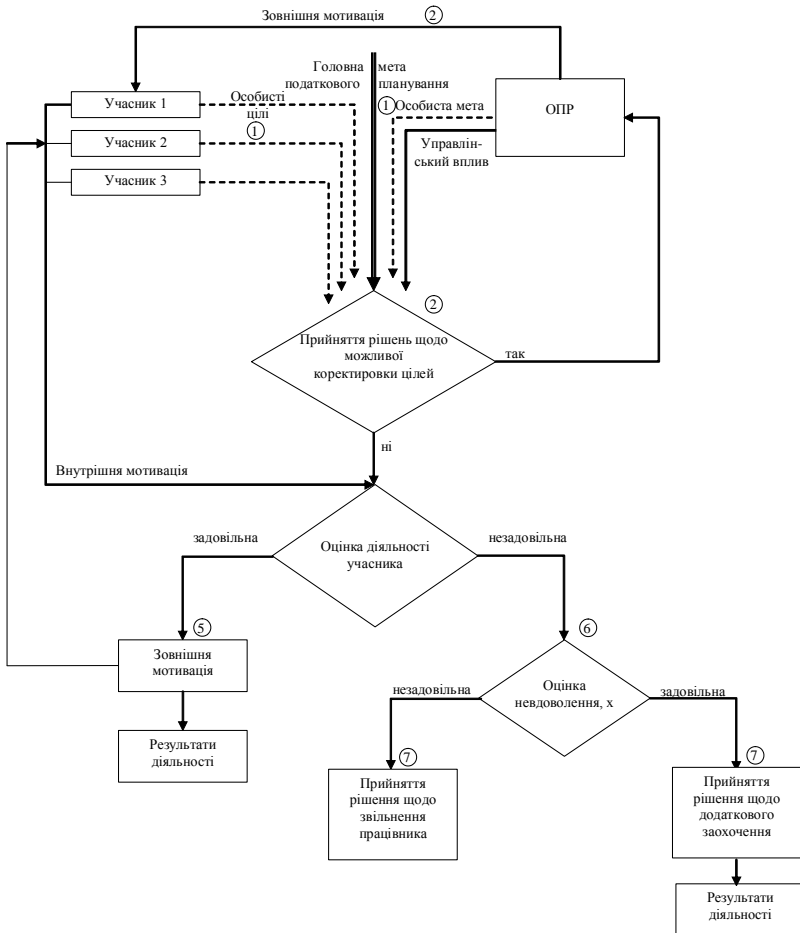 Зовнішня мотивація ②
Головна мета
податкового планування
Учасник 1
Особисті
цілі
①
Учасник 2
Учасник 3
① Особиста мета
ОПР
Управлін-
ський вплив
②
Прийняття рішень щодо
можливої
коректировки цілей
так
ні
Внутрішня мотивація
задовільна
незадовільна
Оцінка діяльності
учасника
⑤
Зовнішня
мотивація
⑥
Оцінка
невдоволення, х
незадовільна
задовільна
Результати
діяльності
⑦
Прийняття
рішення щодо
звільнення
працівника
⑦
Прийняття
рішення щодо
додаткового
заохочення
Результати
діяльності